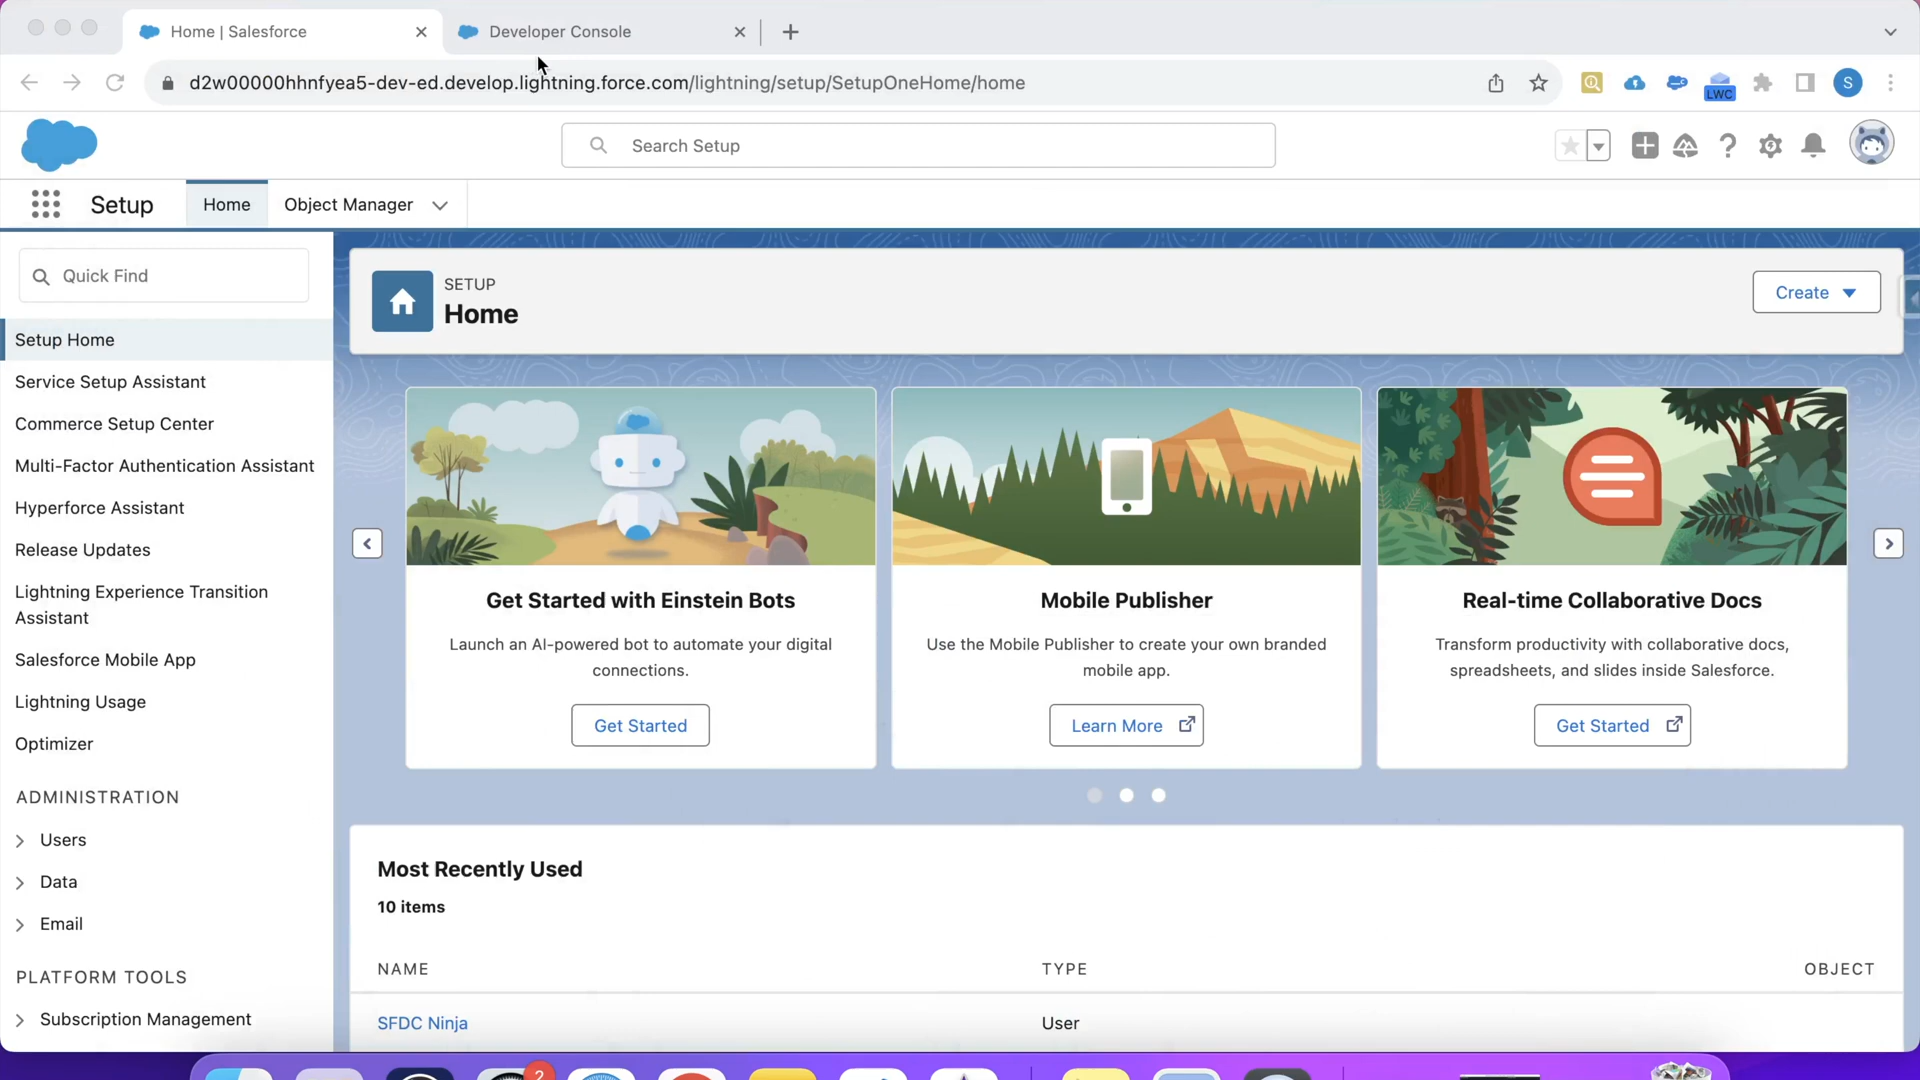 Home | Salesforce
Developer Console
d2w00000hhnfyea5-dev-ed.develop.lightning.force.com/lightning/setup/SetupOneHome/home
LWC
S
Search Setup
Setup
Home
Object Manager
Quick Find
SETUP
Home
Create
Setup Home
Service Setup Assistant
Commerce Setup Center
Multi-Factor Authentication Assistant
Hyperforce Assistant
Release Updates
Lightning Experience Transition
Assistant
Salesforce Mobile App
Lightning Usage
Optimizer
ADMINISTRATION
Users
Data
Email
PLATFORM TOOLS
Subscription Management
Get Started with Einstein Bots
Launch an AI-powered bot to automate your digital
connections.
Get Started
Mobile Publisher
Use the Mobile Publisher to create your own branded
mobile app.
Learn More
Real-time Collaborative Docs
Transform productivity with collaborative docs,
spreadsheets, and slides inside Salesforce.
Get Started
Most Recently Used
10 items
NAME TYPE OBJECT
SFDC Ninja User
2